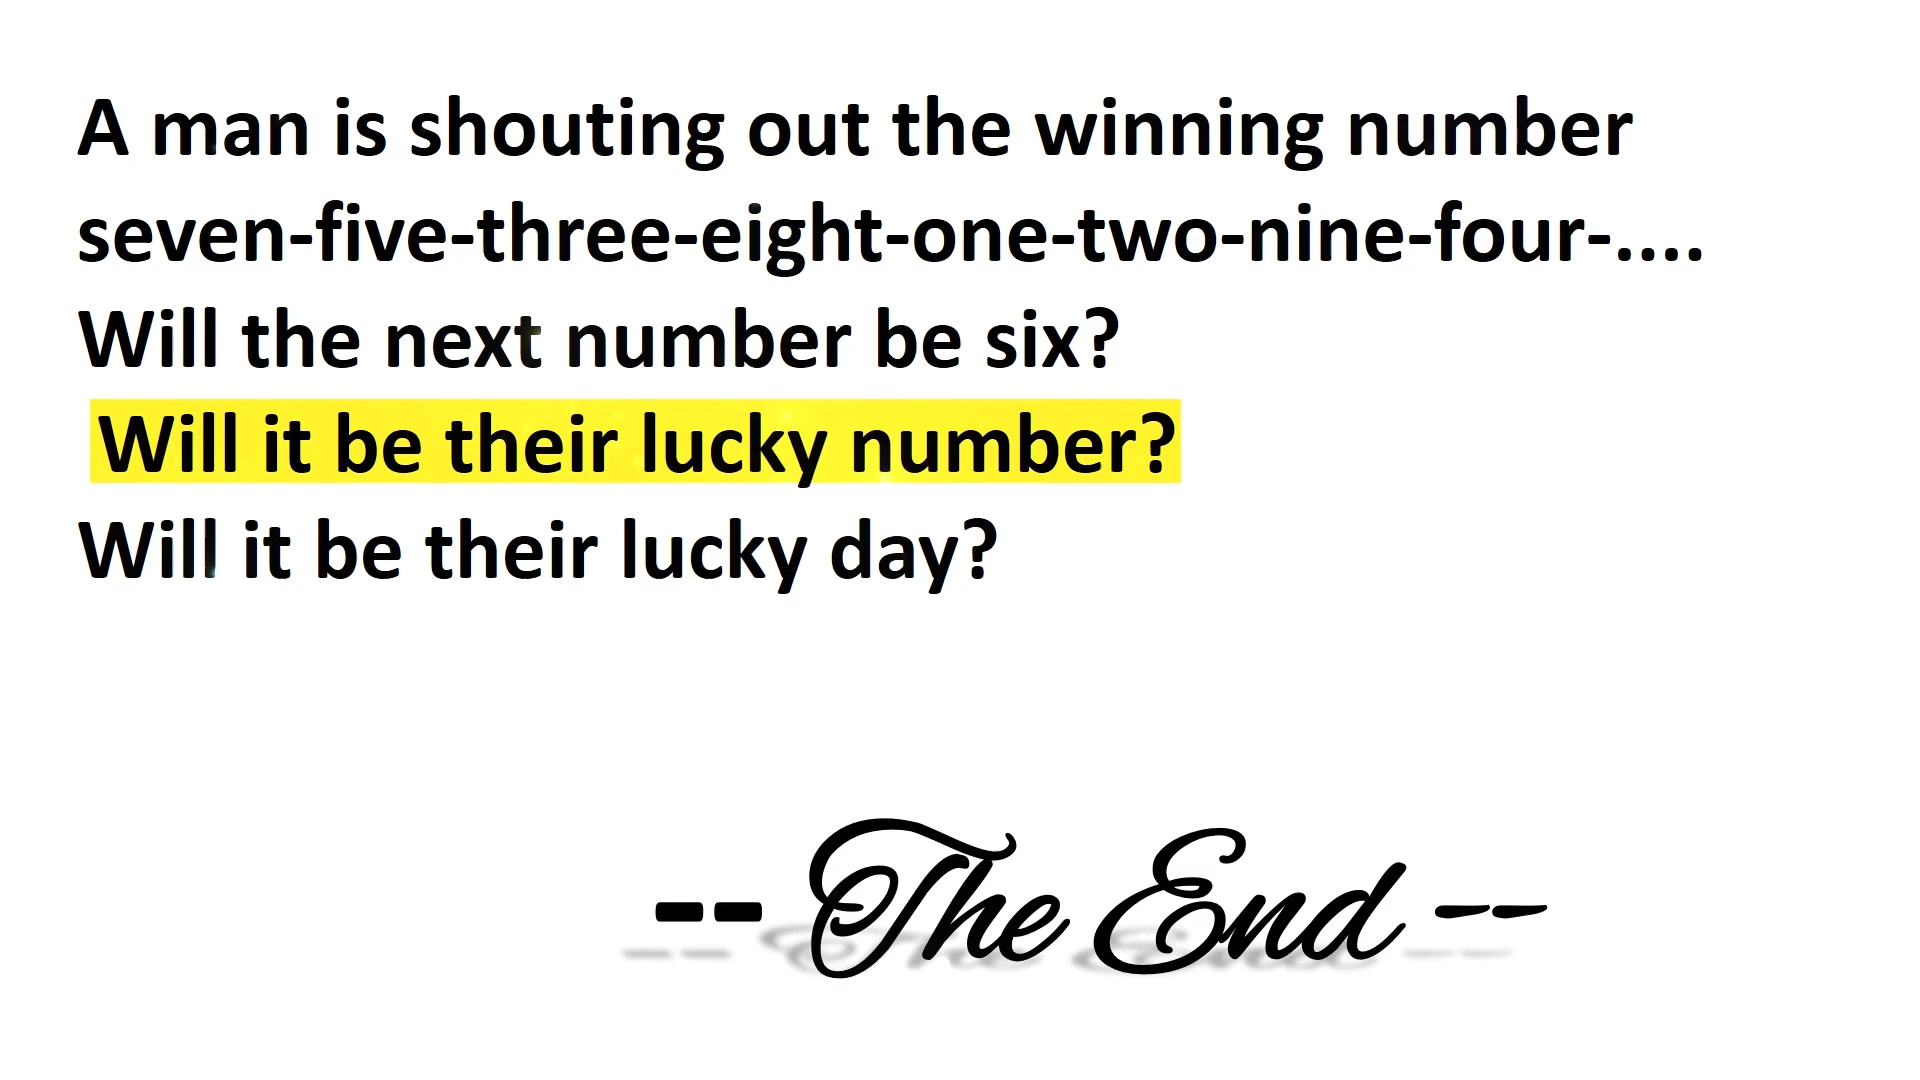 A man is shouting out the winning number
seven-five-three-eight-one-two-nine-four-....
Will the next number be six?
Will it be their lucky number?
Will it be their lucky day?
-- The End --